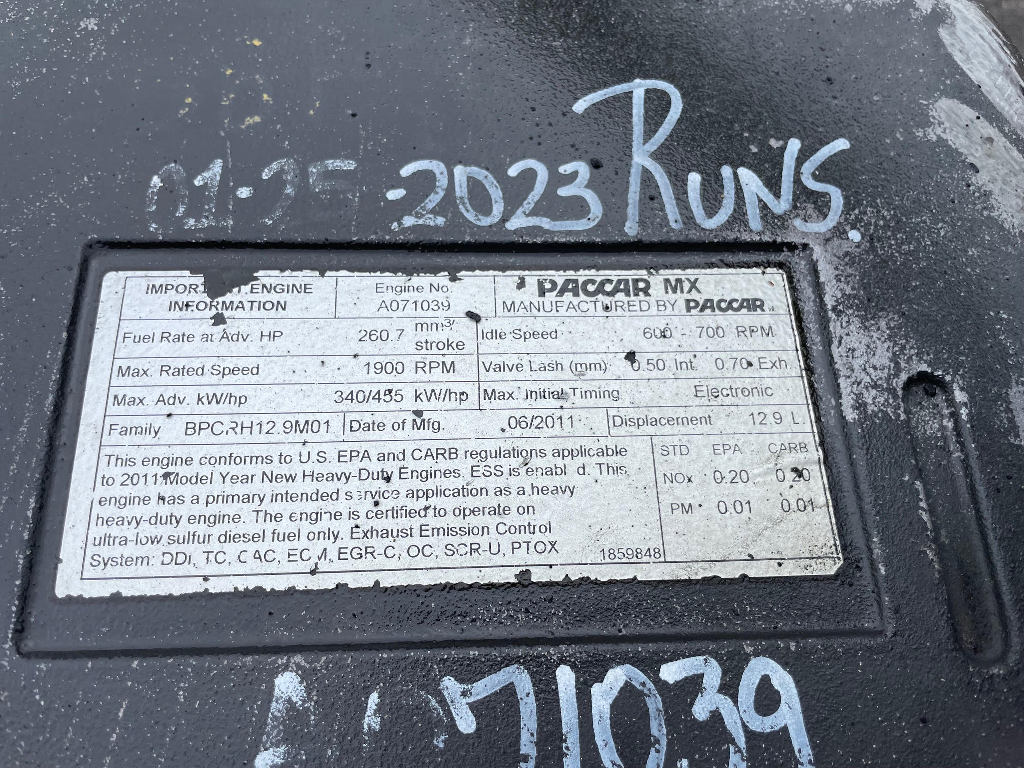 01-25-2023 RUNS.
IMPORTANT ENGINE INFORMATION
Engine No. A071039
PACCAR MX
MANUFACTURED BY PACCAR
Fuel Rate at Adv. HP 260.7 mm³/stroke
Idle Speed 600 - 700 RPM
Max. Rated Speed 1900 RPM
Valve Lash (mm) 0.50 Int. 0.70 Exh.
Max. Adv. kW/hp 340/455 kW/hp
Max. Initial Timing Electronic
Family BPCRH12.9M01
Date of Mfg. 06/2011
Displacement 12.9 L
This engine conforms to U.S. EPA and CARB regulations applicable
to 2011 Model Year New Heavy-Duty Engines. ESS is enabled. This
engine has a primary intended service application as a heavy
heavy-duty engine. The engine is certified to operate on
ultra-low sulfur diesel fuel only. Exhaust Emission Control
System: DDI, TC, CAC, ECM, EGR-C, OC, SCR-U, PTOX
1859848
STD EPA CARB
NOx 0.20 0.20
PM 0.01 0.01
A071039